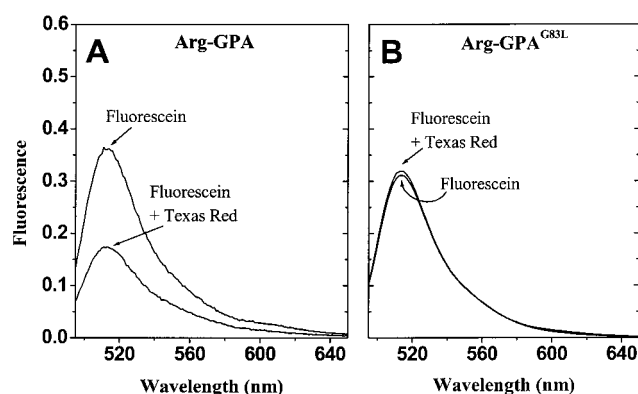 A
Arg-GPA
Fluorescein
Fluorescein
+ Texas Red
0.6
0.5
0.4
0.3
0.2
0.1
0.0
Fluorescence
520
560
600
640
Wavelength (nm)
B
Arg-GPA^G83L
Fluorescein
+ Texas Red
Fluorescein
520
560
600
640
Wavelength (nm)